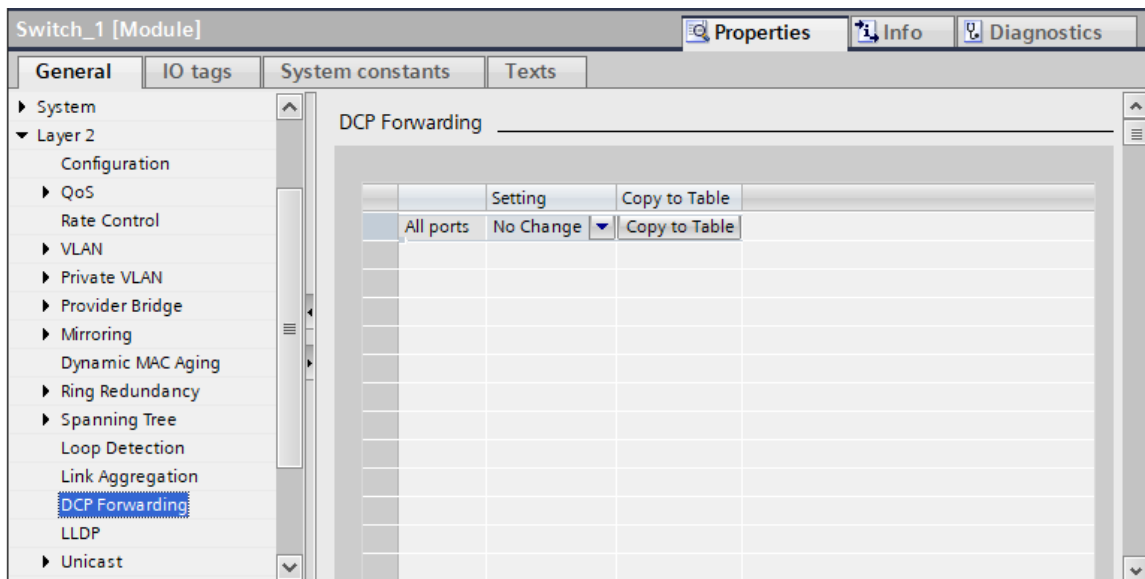 Switch_1 [Module]
Properties
Info
Diagnostics
General
IO tags
System constants
Texts
System
Layer 2
Configuration
QoS
Rate Control
VLAN
Private VLAN
Provider Bridge
Mirroring
Dynamic MAC Aging
Ring Redundancy
Spanning Tree
Loop Detection
Link Aggregation
DCP Forwarding
LLDP
Unicast
DCP Forwarding
Setting Copy to Table
All ports No Change Copy to Table